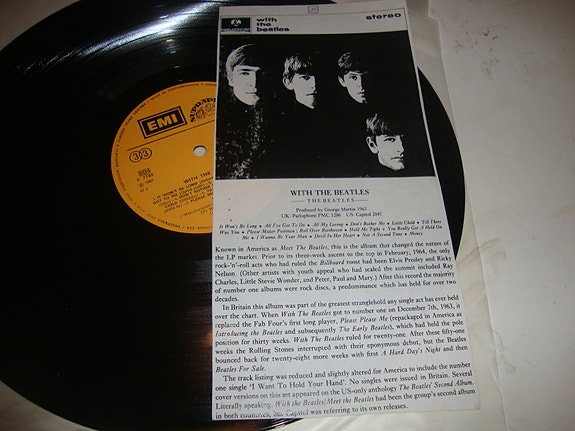 with
the
beatles
stereo
EMI
SUPRAPHON
33
WITH THE
WITH THE BEATLES
THE BEATLES
Produced by George Martin 1963
UK: Parlophone PMC 1206 US: Capitol 2047
It Won't Be Long • All I've Got To Do • All My Loving • Don't Bother Me • Little Child • Till There
Was You • Please Mister Postman • Roll Over Beethoven • Hold Me Tight • You Really Got A Hold On
Me • I Wanna Be Your Man • Devil In Her Heart • Not A Second Time • Money
Known in America as Meet The Beatles, this is the album that changed the nature of
the LP market. Prior to its three-week ascent to the top in February, 1964, the only
rock-'n'-roll acts who had ruled the Billboard roost had been Elvis Presley and Ricky
Nelson. (Other artists with youth appeal who had scaled the summit included Ray
Charles, Little Stevie Wonder, and Peter, Paul and Mary.) After this record the majority
of number one albums were rock discs, a predominance which has held for over two
decades.
In Britain this album was part of the greatest stranglehold any single act has ever held
over the chart. When With The Beatles got to number one on December 7th, 1963, it
replaced the Fab Four's first long player, Please Please Me (repackaged in America as
Introducing the Beatles and subsequently The Early Beatles), which had held the pole
position for thirty weeks. With The Beatles ruled for twenty-one. After these fifty-one
weeks the Rolling Stones interrupted with their eponymous debut, but the Beatles
bounced back for twenty-eight more weeks with first A Hard Day's Night and then
Beatles For Sale.
The track listing was reduced and slightly altered for America to include the number
one single 'I Want To Hold Your Hand'. No singles were issued in Britain. Several
cover versions on this set appeared on the US-only anthology The Beatles' Second Album.
Literally speaking, With the Beatles/Meet the Beatles had been the group's second album
in both countries, but Capitol was referring to its own releases.